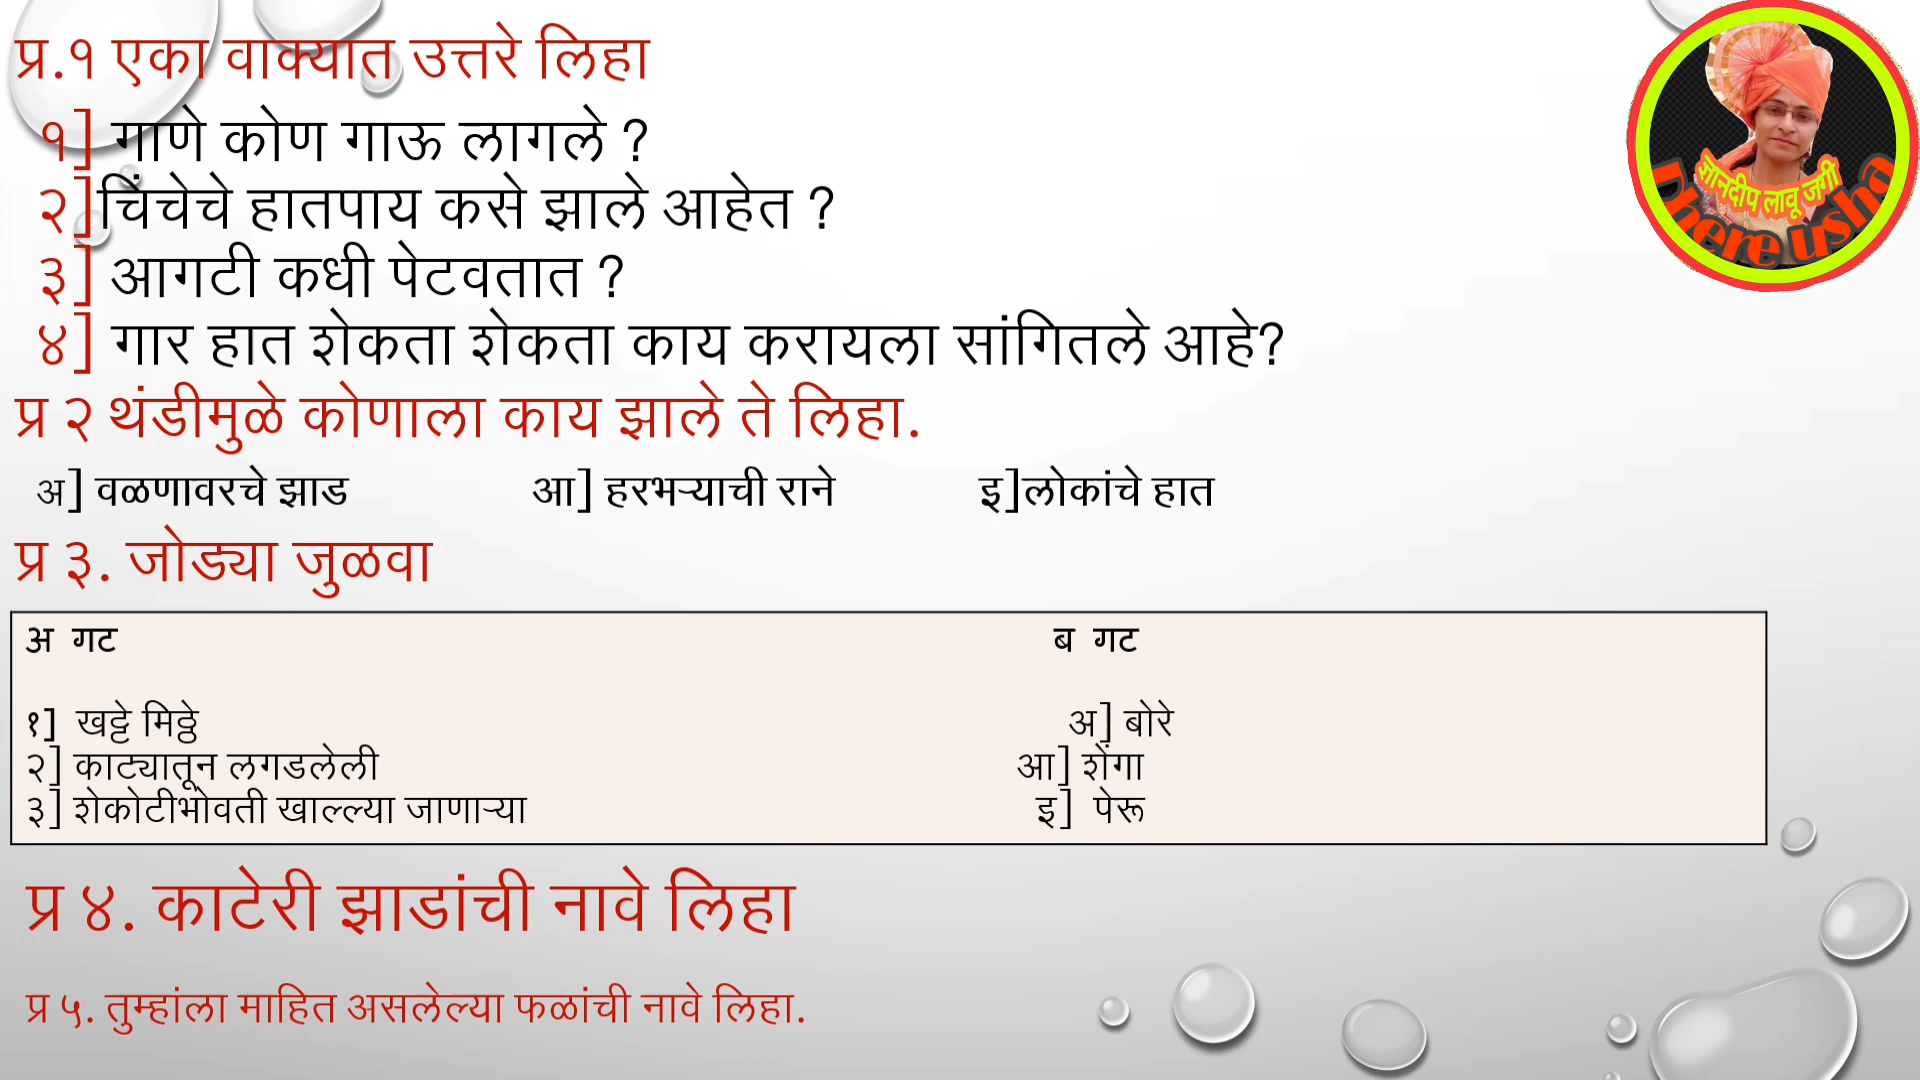 प्र.१ एका वाक्यात उत्तरे लिहा
१] गाणे कोण गाऊ लागले ?
२]चिंचेचे हातपाय कसे झाले आहेत ?
३] आगटी कधी पेटवतात ?
४] गार हात शेकता शेकता काय करायला सांगितले आहे?
प्र २ थंडीमुळे कोणाला काय झाले ते लिहा.
अ] वळणावरचे झाड आ] हरभऱ्याची राने इ]लोकांचे हात
प्र ३. जोड्या जुळवा
अ गट ब गट
१] खट्टे मिठ्ठे अ] बोरे
२] काट्यातून लगडलेली आ] शेंगा
३] शेकोटीभोवती खाल्ल्या जाणाऱ्या इ] पेरू
प्र ४. काटेरी झाडांची नावे लिहा
प्र ५. तुम्हांला माहित असलेल्या फळांची नावे लिहा.
ज्ञानदीप लावू जगी
Dhere usha